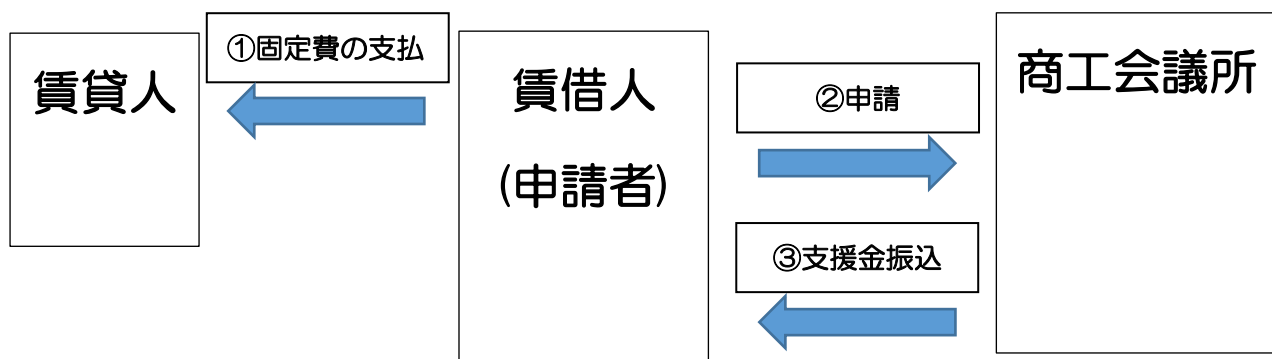 賃貸人
①固定費の支払
賃借人
(申請者)
②申請
③支援金振込
商工会議所